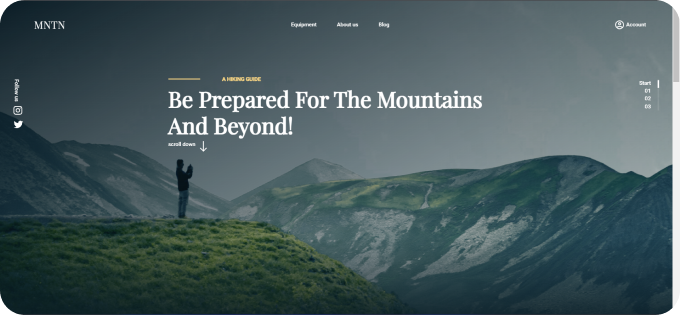 MNTN
Equipment
About us
Blog
Account
Follow us
A HIKING GUIDE
Be Prepared For The Mountains
And Beyond!
scroll down
Start
01
02
03